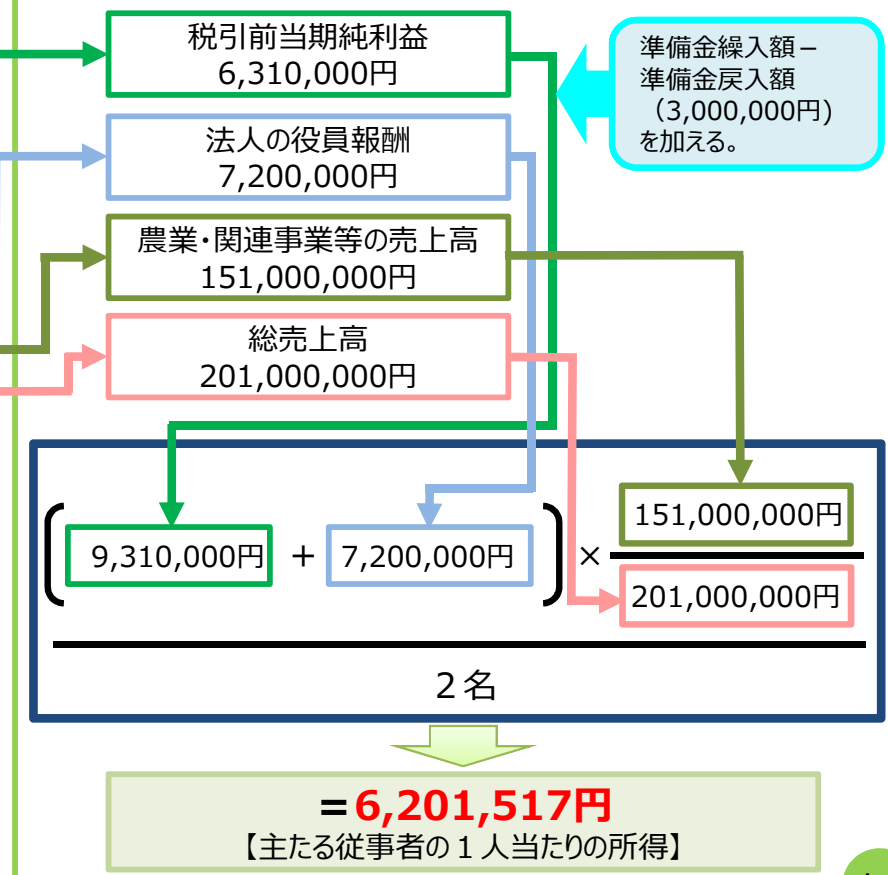 税引前当期純利益
6,310,000円
準備金繰入額－
準備金戻入額
（3,000,000円)
を加える。
法人の役員報酬
7,200,000円
農業・関連事業等の売上高
151,000,000円
総売上高
201,000,000円
9,310,000円 + 7,200,000円 × 151,000,000円
201,000,000円
２名
=6,201,517円
【主たる従事者の１人当たりの所得】